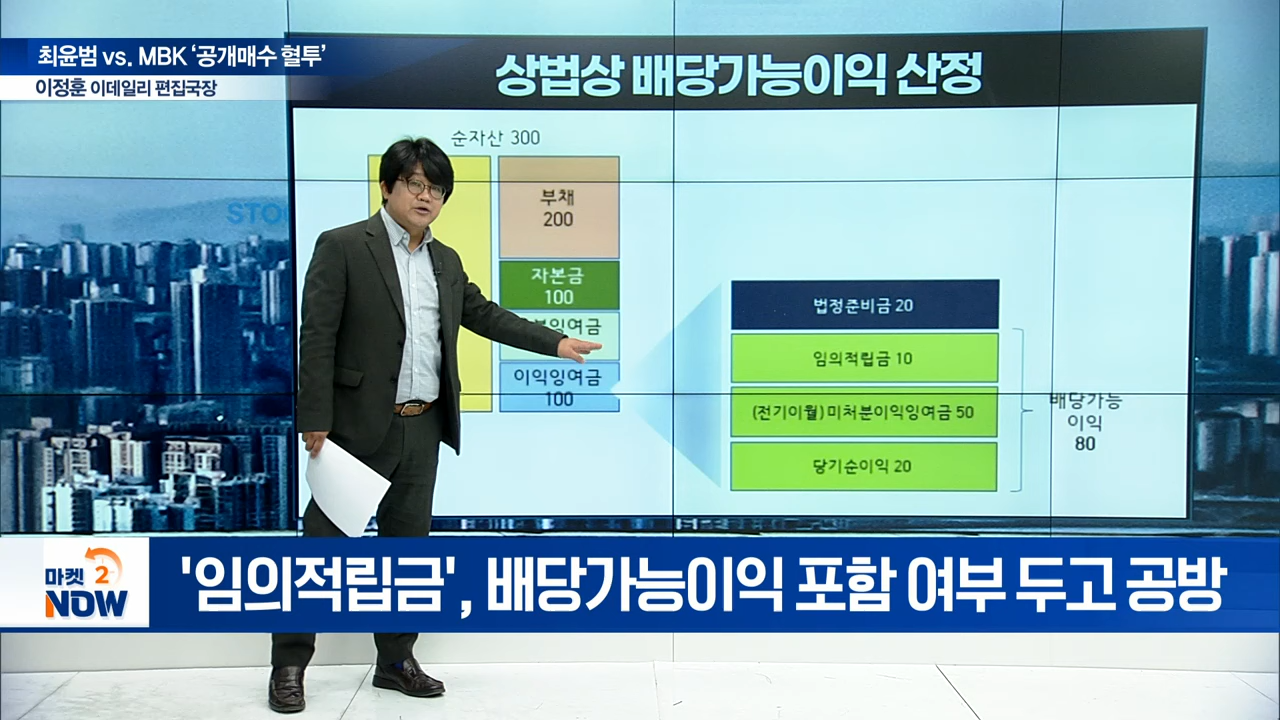 최윤범 vs. MBK ‘공개매수 혈투’
이정훈 이데일리 편집국장
상법상 배당가능이익 산정
순자산 300
부채
200
자본금
100
잉여금
이익잉여금
100
법정준비금 20
임의적립금 10
(전기이월)미처분이익잉여금 50
당기순이익 20
배당가능
이익
80
STO
마켓 2
NOW
'임의적립금', 배당가능이익 포함 여부 두고 공방